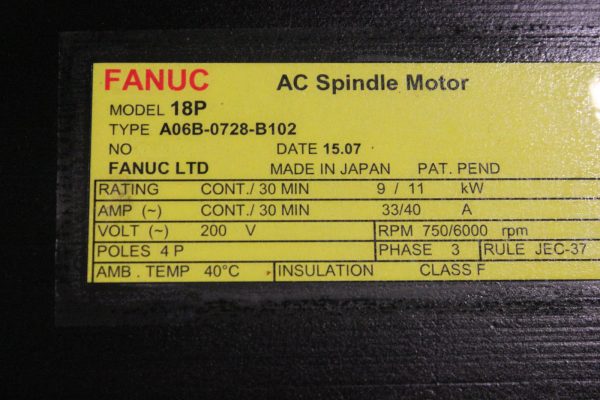 FANUC AC Spindle Motor
MODEL 18P
TYPE A06B-0728-B102
NO DATE 15.07
FANUC LTD MADE IN JAPAN PAT. PEND
RATING CONT./ 30 MIN 9 / 11 kW
AMP (~) CONT./ 30 MIN 33/40 A
VOLT (~) 200 V RPM 750/6000 rpm
POLES 4 P PHASE 3 RULE JEC-37
AMB . TEMP 40°C INSULATION CLASS F